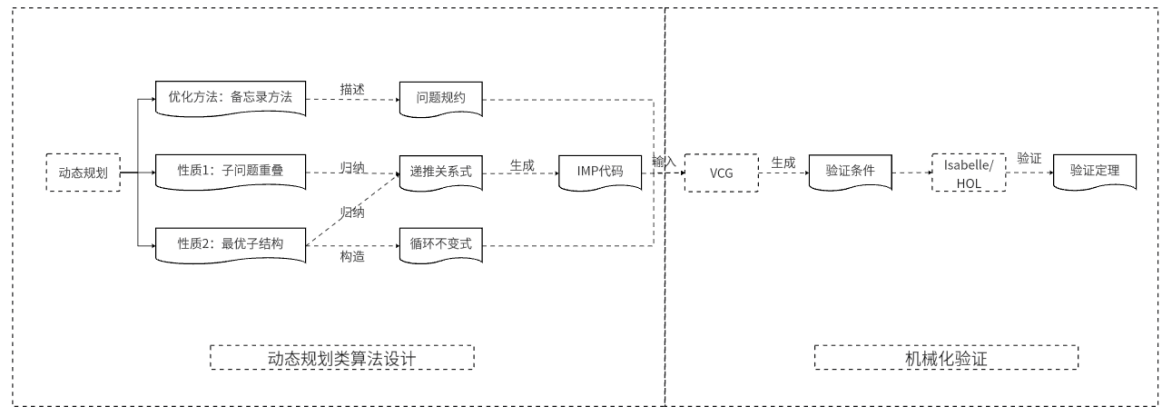 优化方法：备忘录方法
描述
问题规约
动态规划
性质1：子问题重叠
归纳
递推关系式
生成
IMP代码
输入
VCG
生成
验证条件
Isabelle/
HOL
验证
验证定理
归纳
性质2：最优子结构
构造
循环不变式
动态规划类算法设计
机械化验证